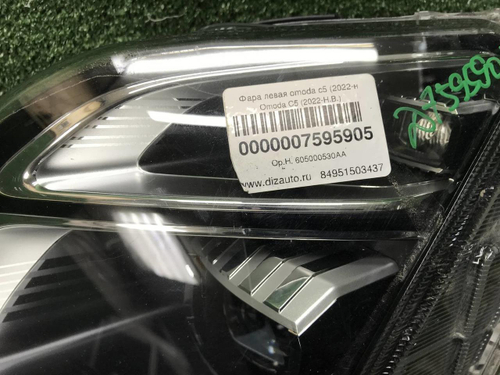 Фара левая omoda c5 (2022-н
Omoda C5 (2022-Н.В.)
0000007595905
Ор.Н. 605000530AA
www.dizauto.ru 84951503437